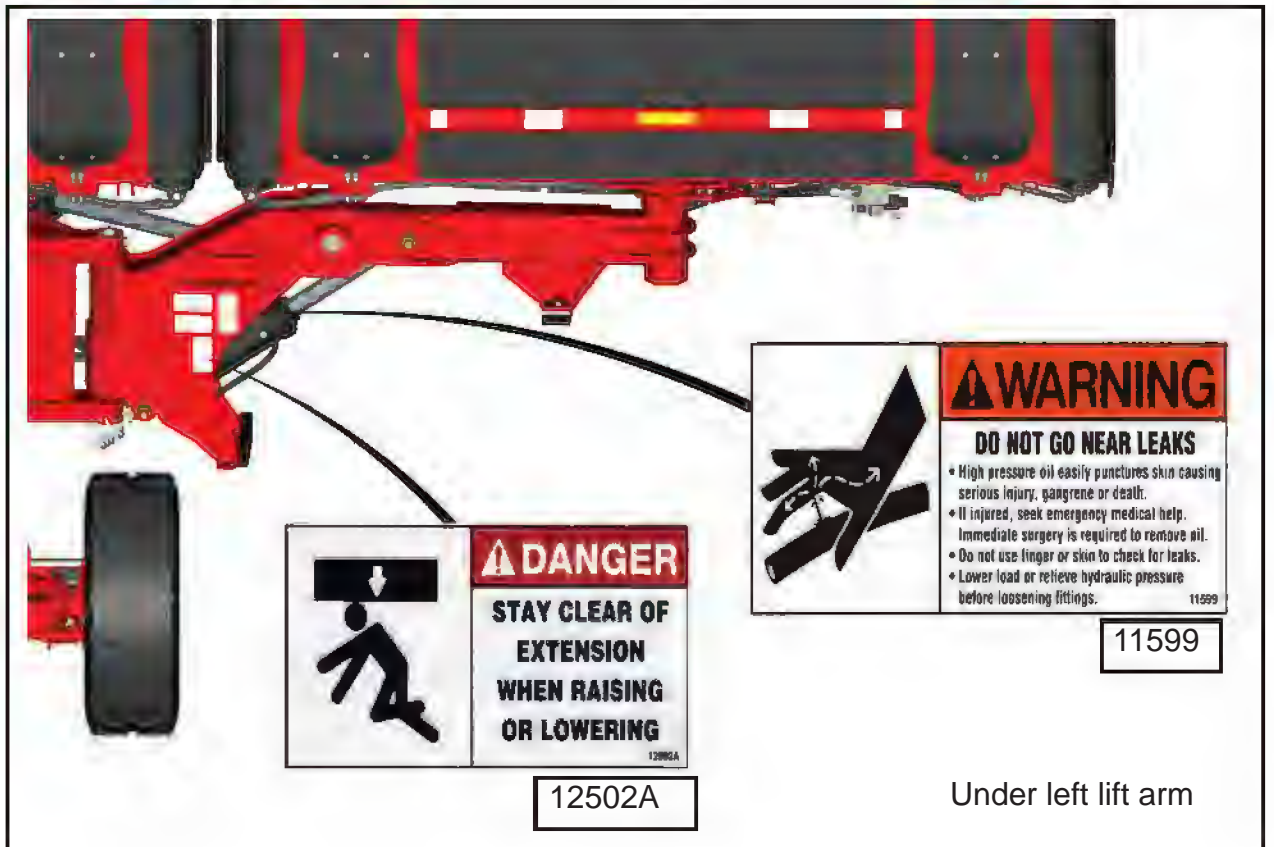 WARNING
DO NOT GO NEAR LEAKS
• High pressure oil easily punctures skin causing
serious injury, gangrene or death.
• If injured, seek emergency medical help.
Immediate surgery is required to remove oil.
• Do not use finger or skin to check for leaks.
• Lower load or relieve hydraulic pressure
before loosening fittings.
11599
11599
DANGER
STAY CLEAR OF
EXTENSION
WHEN RAISING
OR LOWERING
12502A
12502A
Under left lift arm